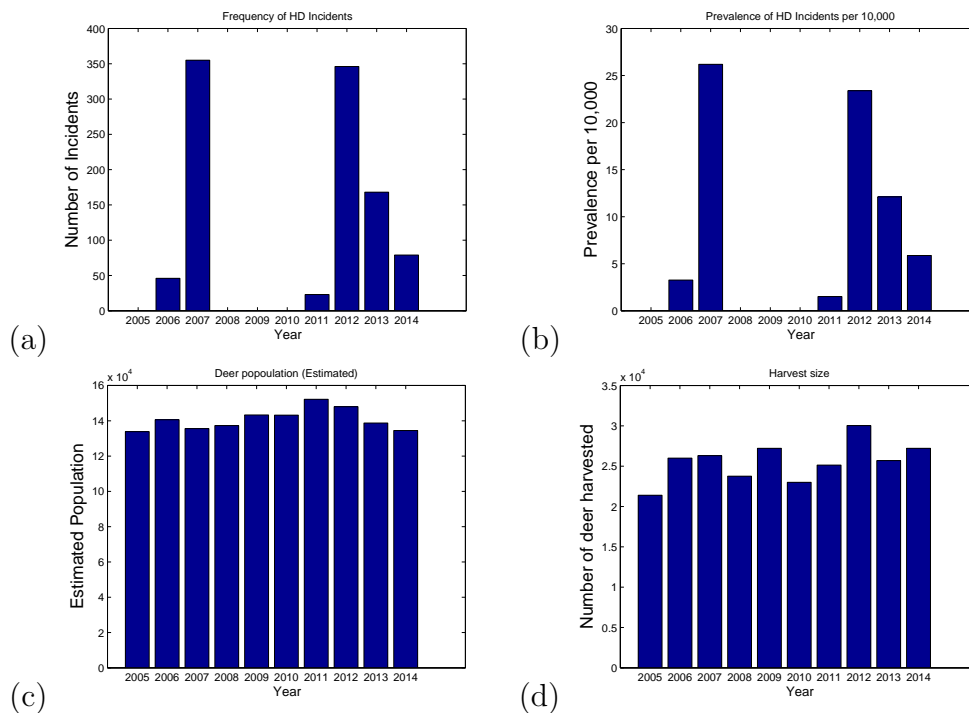 Frequency of HD Incidents
400
350
300
250
200
150
100
50
0
Number of Incidents
2005 2006 2007 2008 2009 2010 2011 2012 2013 2014
Year
(a)
Prevalence of HD Incidents per 10,000
30
25
20
15
10
5
0
Prevalence per 10,000
2005 2006 2007 2008 2009 2010 2011 2012 2013 2014
Year
(b)
Deer popoulation (Estimated)
x 10^4
16
14
12
10
8
6
4
2
0
Estimated Population
2005 2006 2007 2008 2009 2010 2011 2012 2013 2014
Year
(c)
Harvest size
x 10^4
3.5
3
2.5
2
1.5
1
0.5
0
Number of deer harvested
2005 2006 2007 2008 2009 2010 2011 2012 2013 2014
Year
(d)